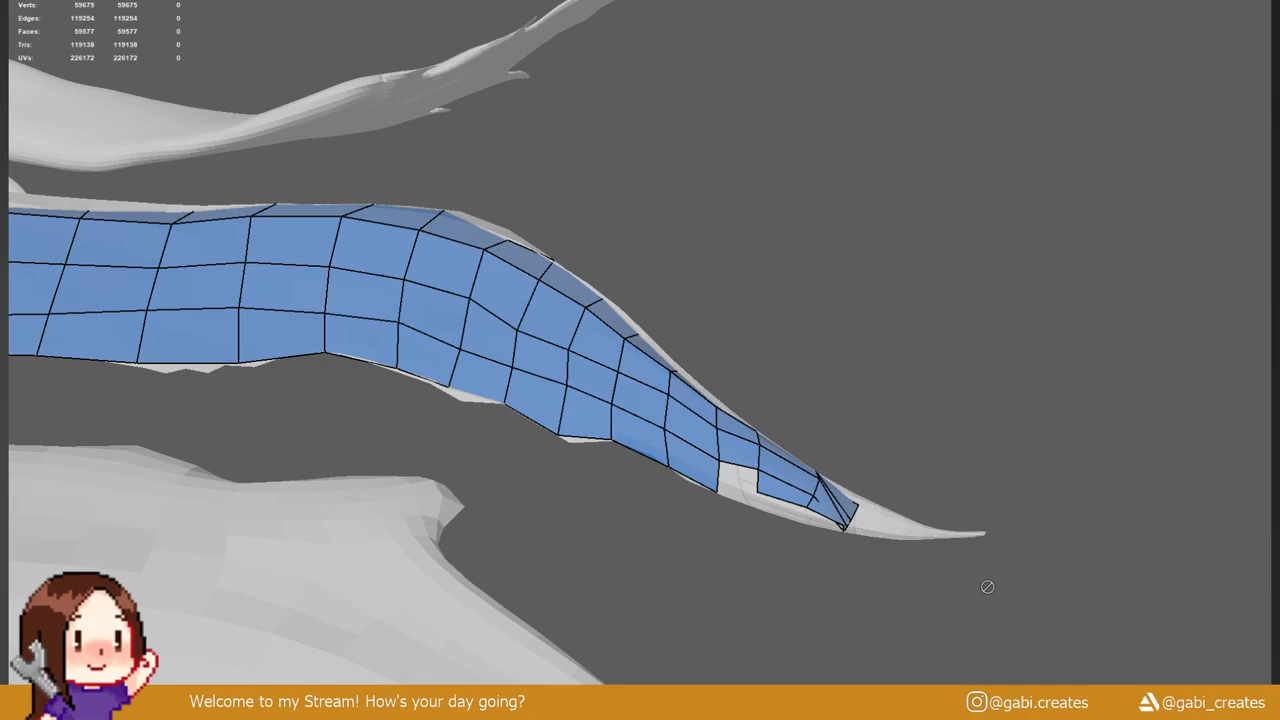 Verts: 59675 59675 0
Edges: 119254 119254 0
Faces: 59577 59577 0
Tris: 119138 119138 0
UVs: 226172 226172 0
Welcome to my Stream! How's your day going?
@gabi.creates
@gabi_creates